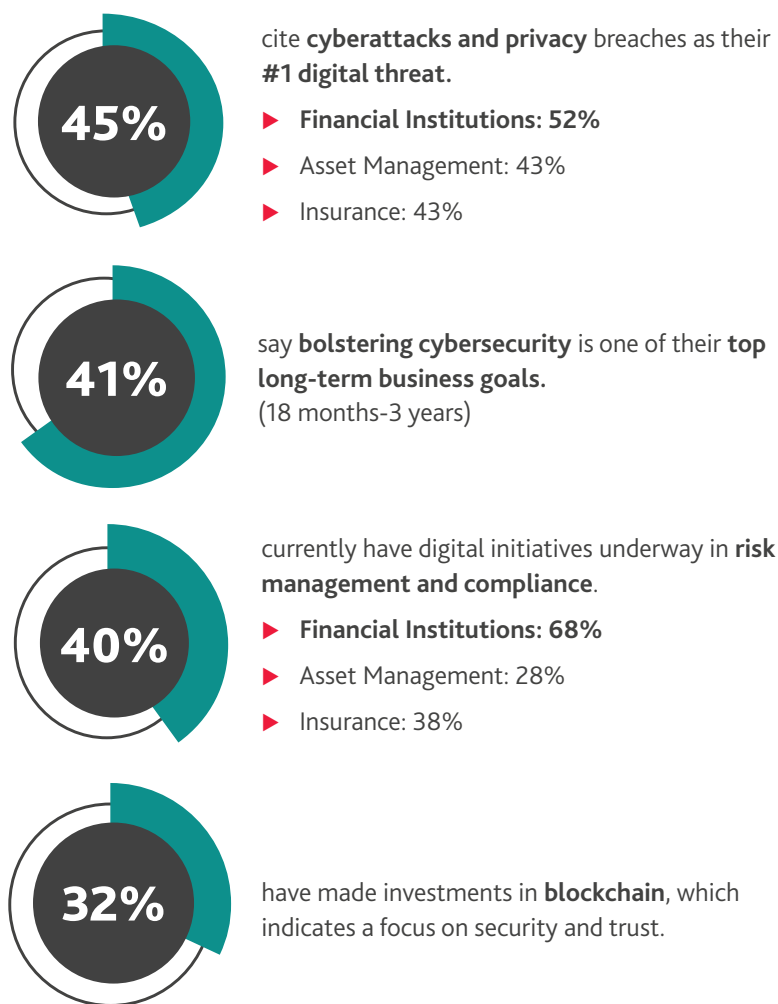 45%
cite cyberattacks and privacy breaches as their
#1 digital threat.
Financial Institutions: 52%
Asset Management: 43%
Insurance: 43%
41%
say bolstering cybersecurity is one of their top
long-term business goals.
(18 months-3 years)
40%
currently have digital initiatives underway in risk
management and compliance.
Financial Institutions: 68%
Asset Management: 28%
Insurance: 38%
32%
have made investments in blockchain, which
indicates a focus on security and trust.